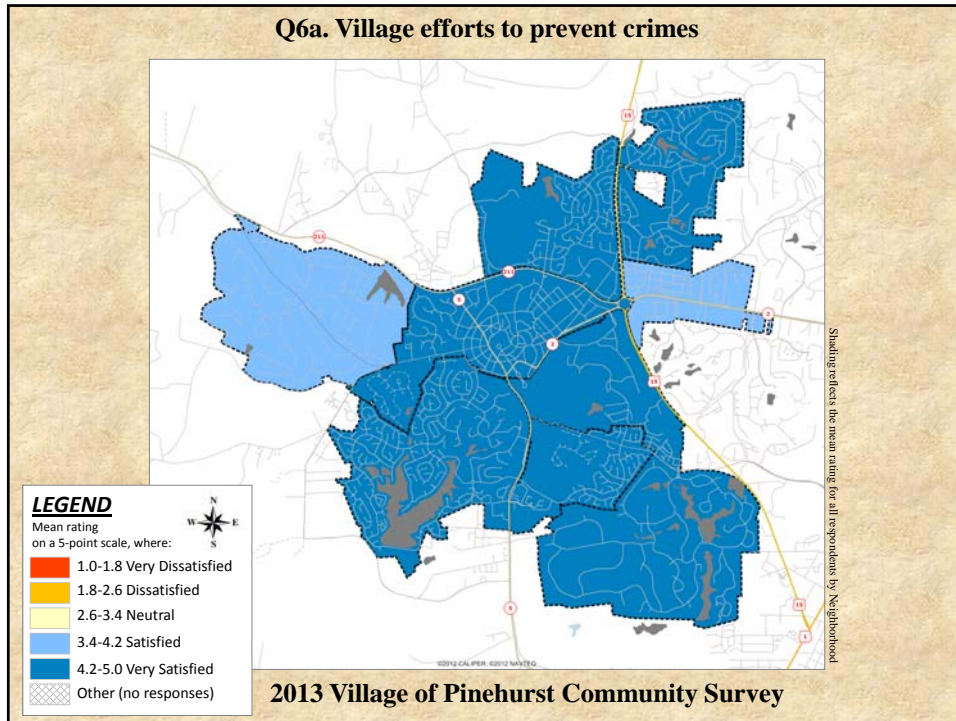 Q6a. Village efforts to prevent crimes
15
211
211
5
2
5
15
Shading reflects the mean rating for all respondents by Neighborhood
LEGEND
Mean rating
on a 5-point scale, where:
N
W E
S
1.0-1.8 Very Dissatisfied
1.8-2.6 Dissatisfied
2.6-3.4 Neutral
3.4-4.2 Satisfied
4.2-5.0 Very Satisfied
Other (no responses)
5
15
1
©2012 CALIPER; ©2012 NAVTEQ
2013 Village of Pinehurst Community Survey